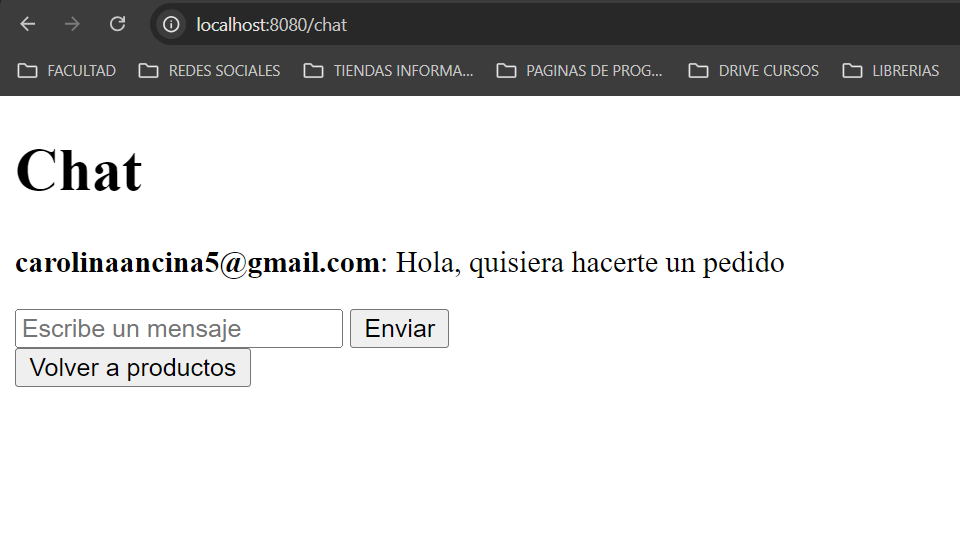 localhost:8080/chat
FACULTAD REDES SOCIALES TIENDAS INFORMA... PAGINAS DE PROG... DRIVE CURSOS LIBRERIAS
Chat
carolinaancina5@gmail.com: Hola, quisiera hacerte un pedido
Escribe un mensaje Enviar
Volver a productos